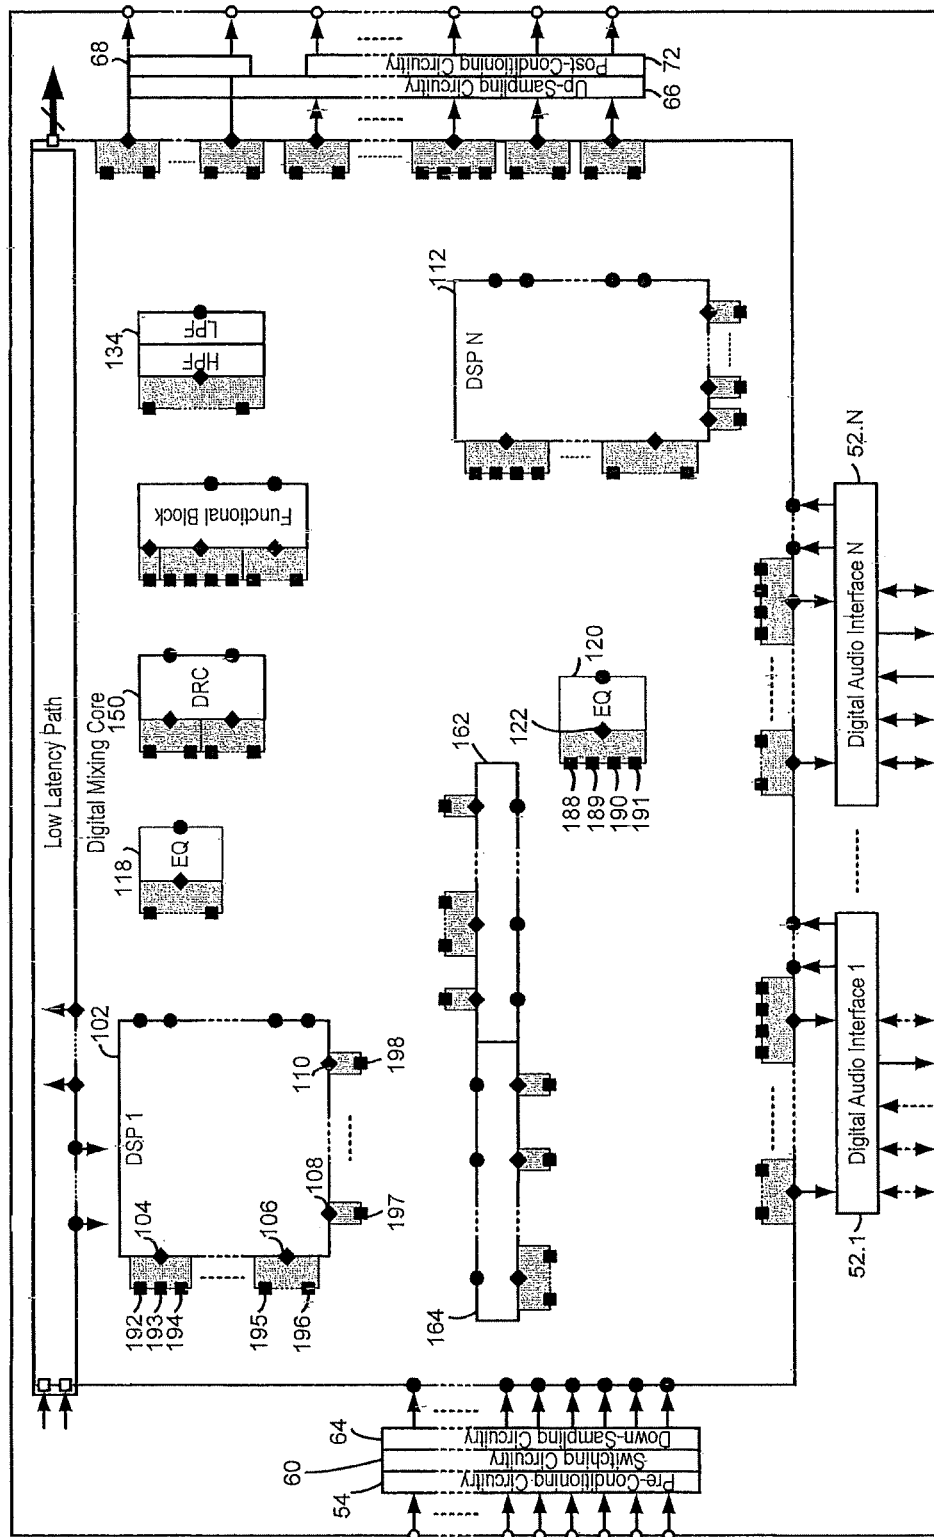 Low Latency Path
Digital Mixing Core
68
Up-Sampling Circuitry
Post-Conditioning Circuitry
66
72
118
EQ
150
DRC
Functional Block
134
HPF
LPF
102
DSP 1
104
106
108
110
192
193
194
195
196
197
198
112
DSP N
162
164
120
EQ
122
188
189
190
191
54
60
64
Pre-Conditioning Circuitry
Switching Circuitry
Down-Sampling Circuitry
52.1
Digital Audio Interface 1
52.N
Digital Audio Interface N